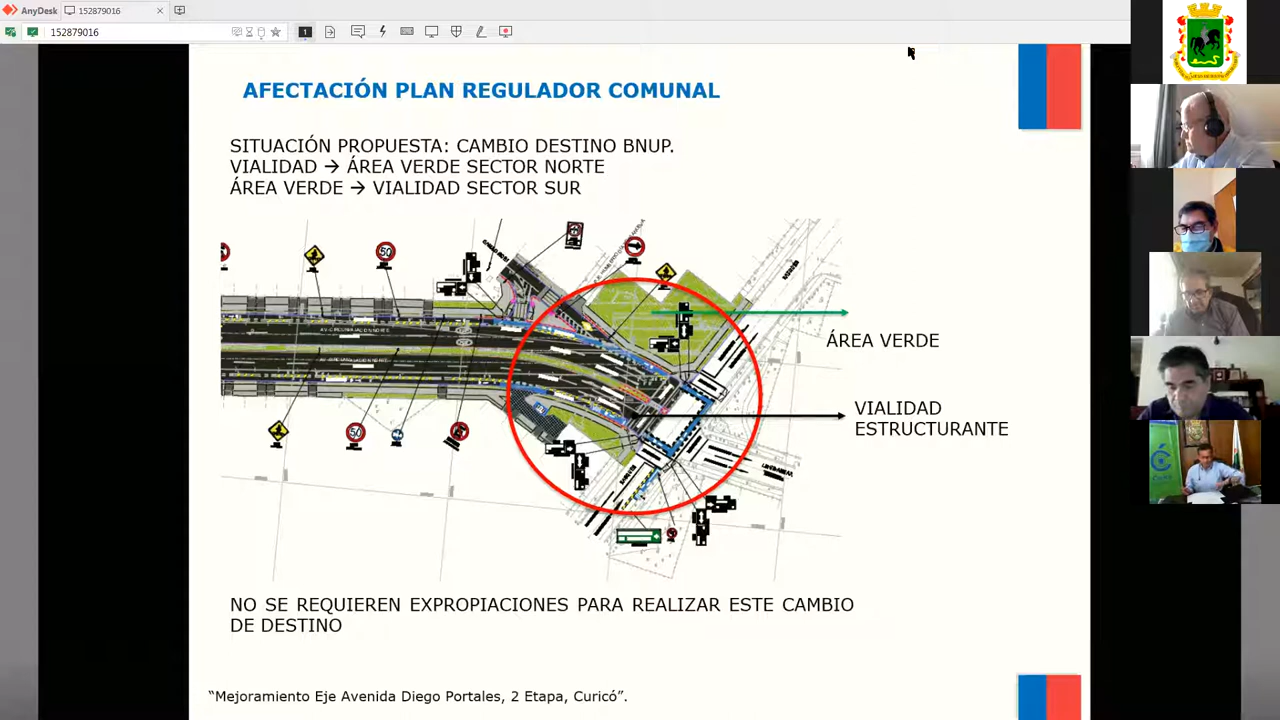 AnyDesk
152879016
152879016
1
AFECTACIÓN PLAN REGULADOR COMUNAL
SITUACIÓN PROPUESTA: CAMBIO DESTINO BNUP.
VIALIDAD → ÁREA VERDE SECTOR NORTE
ÁREA VERDE → VIALIDAD SECTOR SUR
50
50
ÁREA VERDE
VIALIDAD
ESTRUCTURANTE
NO SE REQUIEREN EXPROPIACIONES PARA REALIZAR ESTE CAMBIO
DE DESTINO
“Mejoramiento Eje Avenida Diego Portales, 2 Etapa, Curicó”.